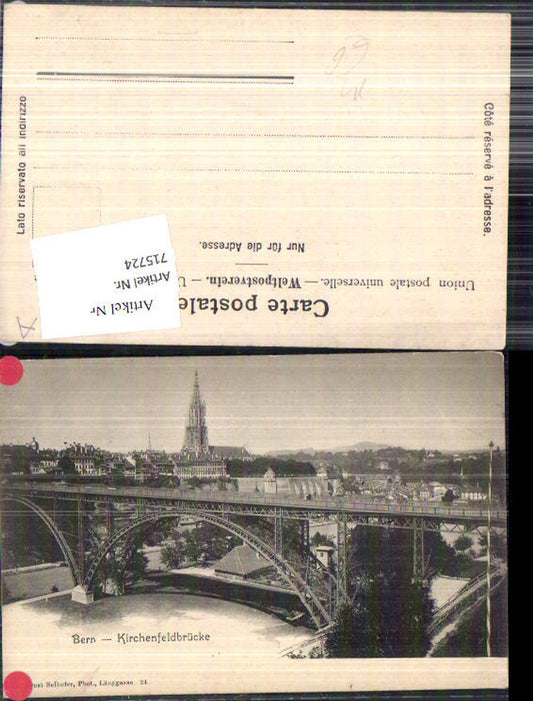 Carte postale
Union postale universelle. — Weltpostverein. — U
Nur für die Adresse.
Côté réservé à l'adresse.
Lato riservato all indirizzo
Artikel Nr
Artikel Nr.
715724
Bern — Kirchenfeldbrücke
Selhofer, Phot., Länggasse 24